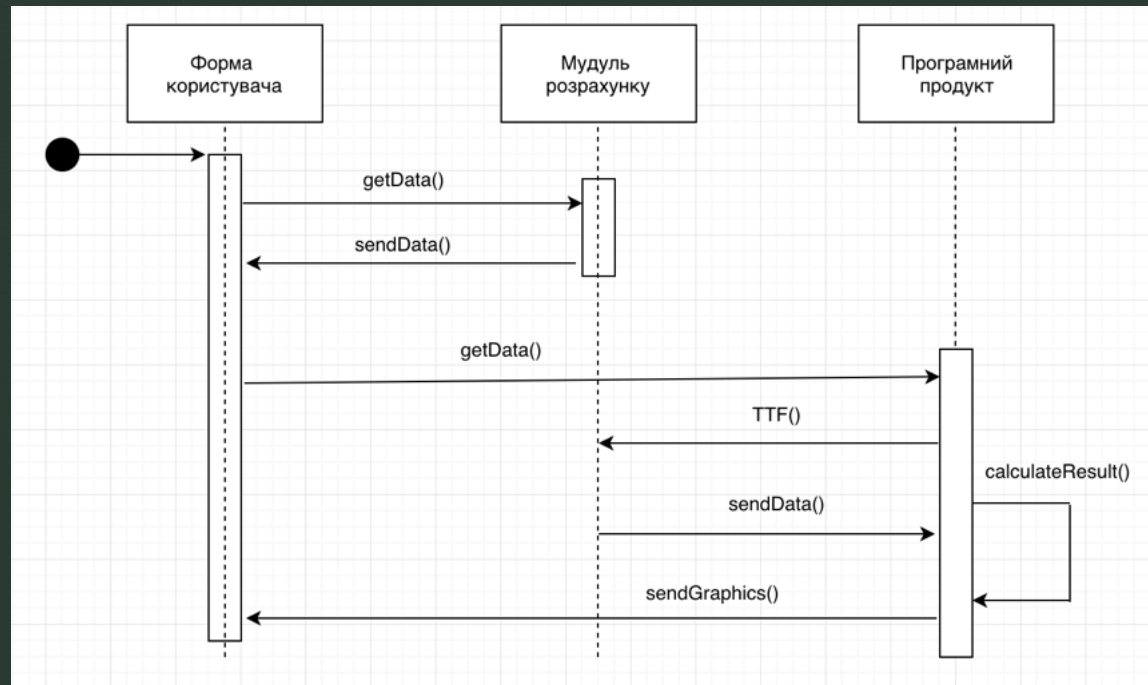 Форма
користувача
Мудуль
розрахунку
Програмний
продукт
getData()
sendData()
getData()
TTF()
calculateResult()
sendData()
sendGraphics()